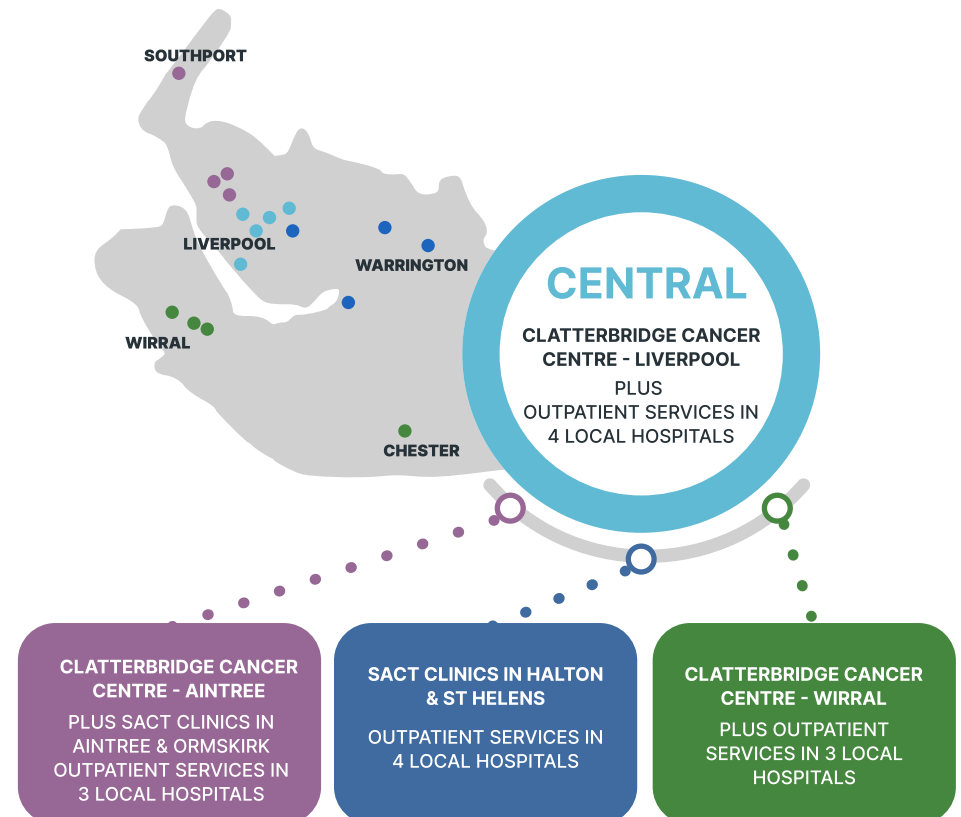 SOUTHPORT
LIVERPOOL
WARRINGTON
WIRRAL
CHESTER
CENTRAL
CLATTERBRIDGE CANCER
CENTRE - LIVERPOOL
PLUS
OUTPATIENT SERVICES IN
4 LOCAL HOSPITALS
CLATTERBRIDGE CANCER
CENTRE - AINTREE
PLUS SACT CLINICS IN
AINTREE & ORMSKIRK
OUTPATIENT SERVICES IN
3 LOCAL HOSPITALS
SACT CLINICS IN HALTON
& ST HELENS
OUTPATIENT SERVICES IN
4 LOCAL HOSPITALS
CLATTERBRIDGE CANCER
CENTRE - WIRRAL
PLUS OUTPATIENT
SERVICES IN 3 LOCAL
HOSPITALS